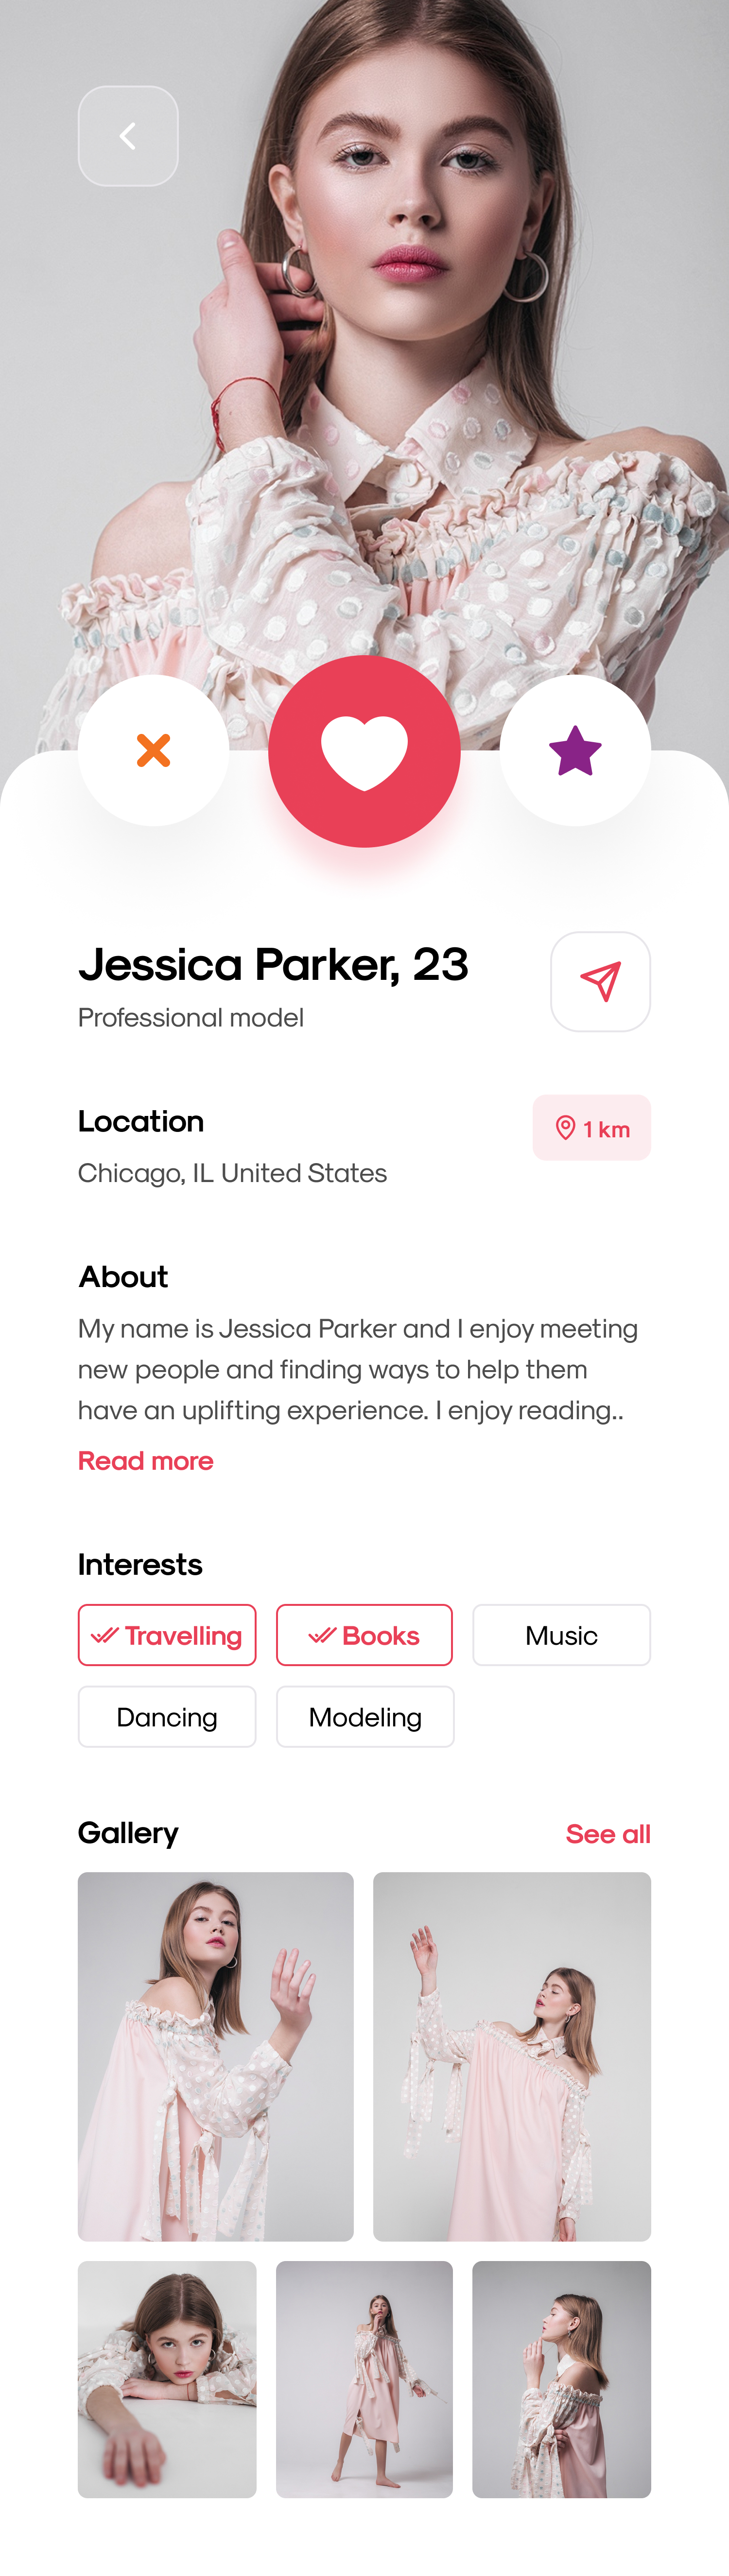 Jessica Parker, 23
Professional model
Location
1 km
Chicago, IL United States
About
My name is Jessica Parker and I enjoy meeting
new people and finding ways to help them
have an uplifting experience. I enjoy reading..
Read more
Interests
Travelling
Books
Music
Dancing
Modeling
Gallery
See all